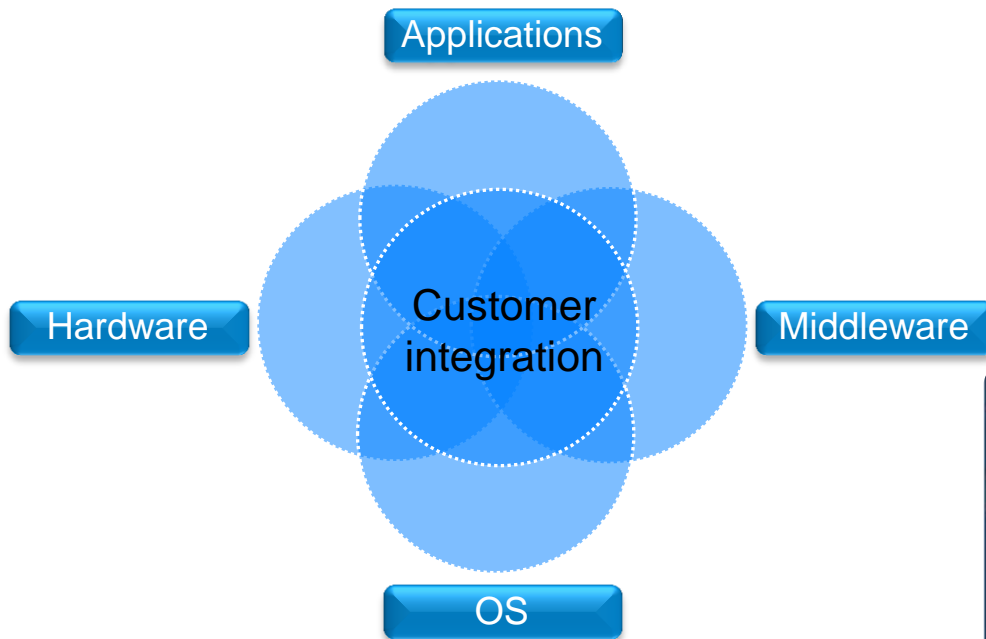 Applications
Hardware
Customer
integration
Middleware
OS